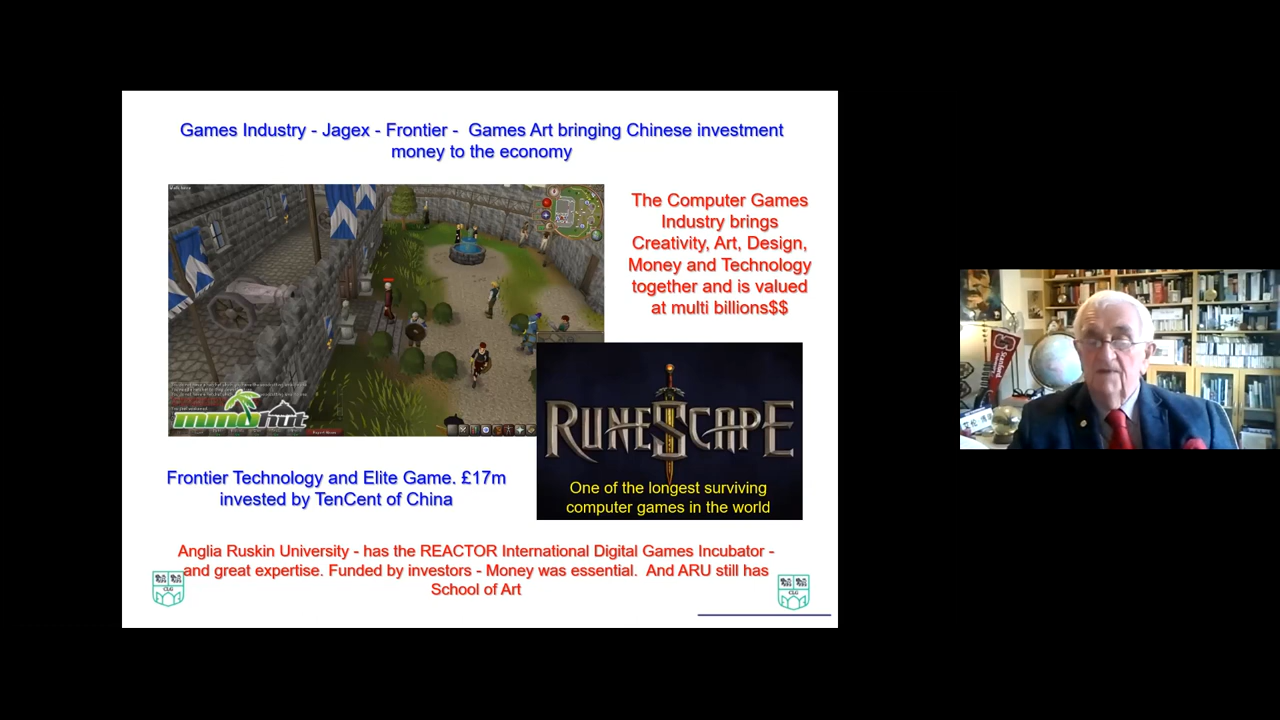 Games Industry - Jagex - Frontier - Games Art bringing Chinese investment
money to the economy
The Computer Games
Industry brings
Creativity, Art, Design,
Money and Technology
together and is valued
at multi billions$$
mmohut
RUNESCAPE
One of the longest surviving
computer games in the world
Frontier Technology and Elite Game. £17m
invested by TenCent of China
Anglia Ruskin University - has the REACTOR International Digital Games Incubator -
and great expertise. Funded by investors - Money was essential. And ARU still has
School of Art
CLG
CLG
Stanford